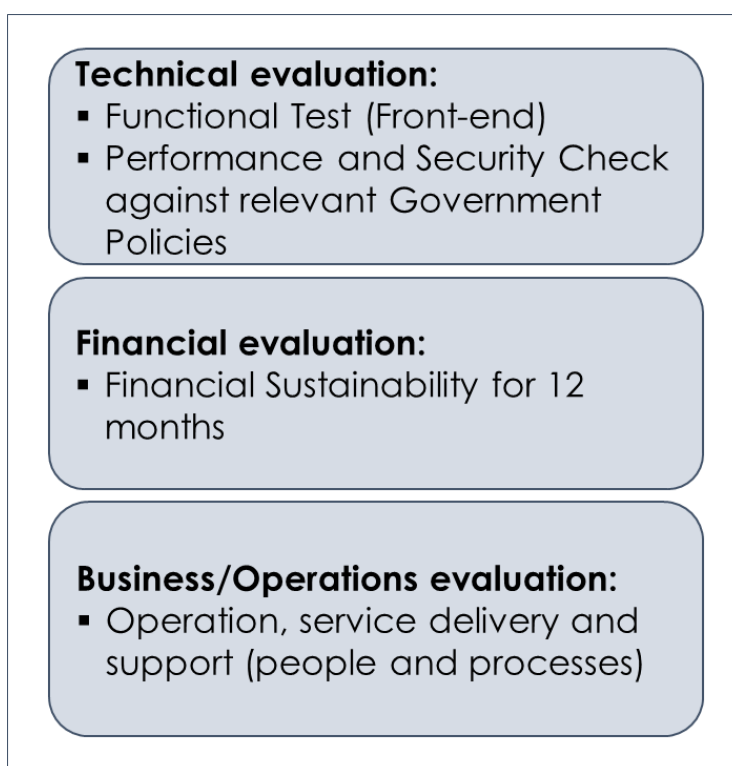 Technical evaluation:
▪ Functional Test (Front-end)
▪ Performance and Security Check
against relevant Government
Policies
Financial evaluation:
▪ Financial Sustainability for 12
months
Business/Operations evaluation:
▪ Operation, service delivery and
support (people and processes)